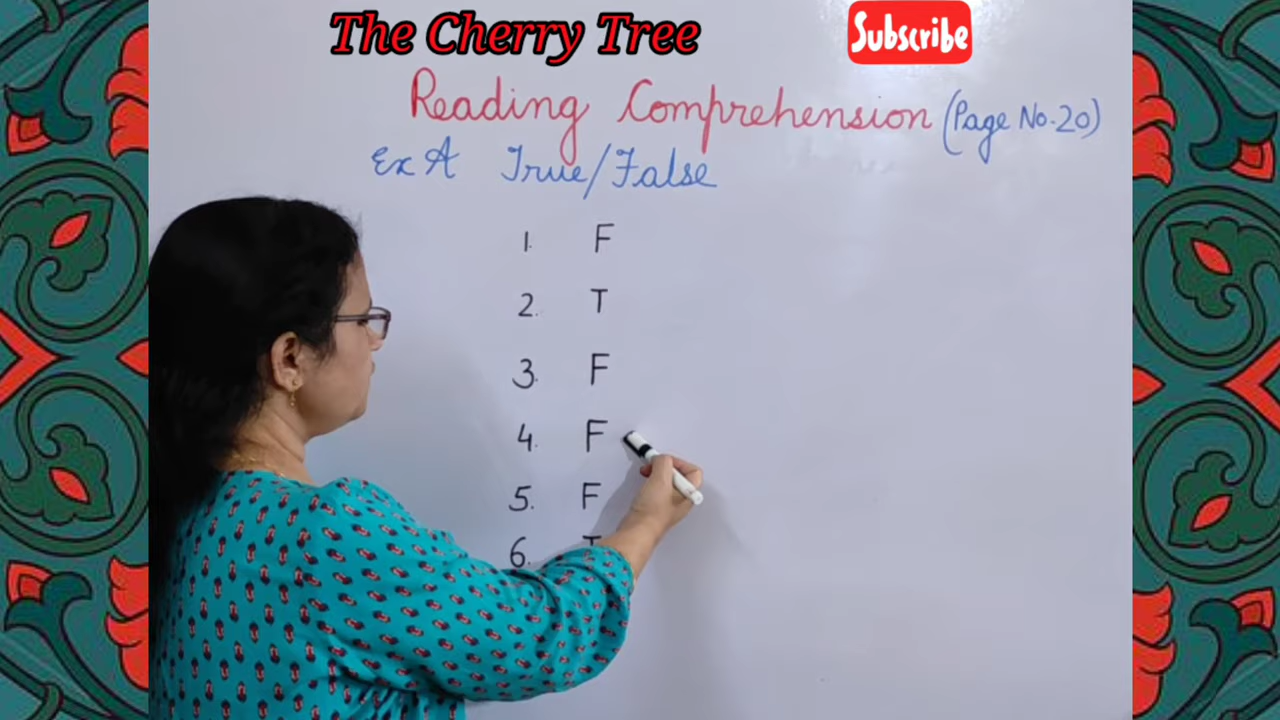 The Cherry Tree
Subscribe
Reading Comprehension (Page No. 20)
Ex A True/False
1. F
2. T
3. F
4. F
5. F
6. T